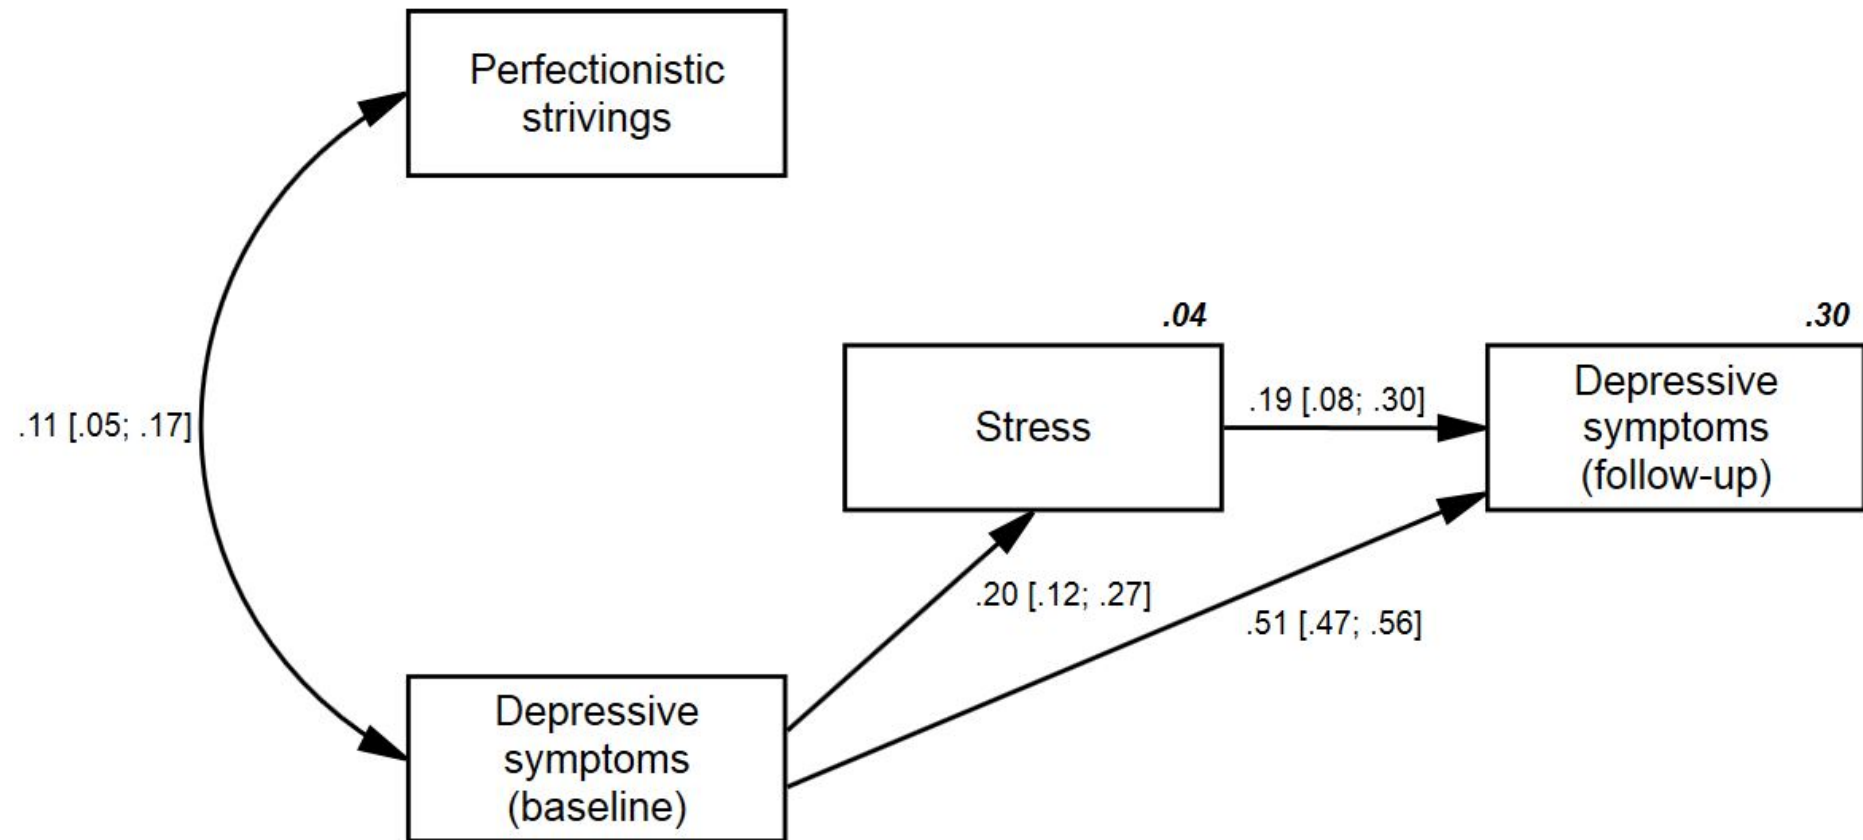 Perfectionistic
strivings
.04
.30
.11 [.05; .17]
Stress
.19 [.08; .30]
Depressive
symptoms
(follow-up)
.20 [.12; .27]
.51 [.47; .56]
Depressive
symptoms
(baseline)